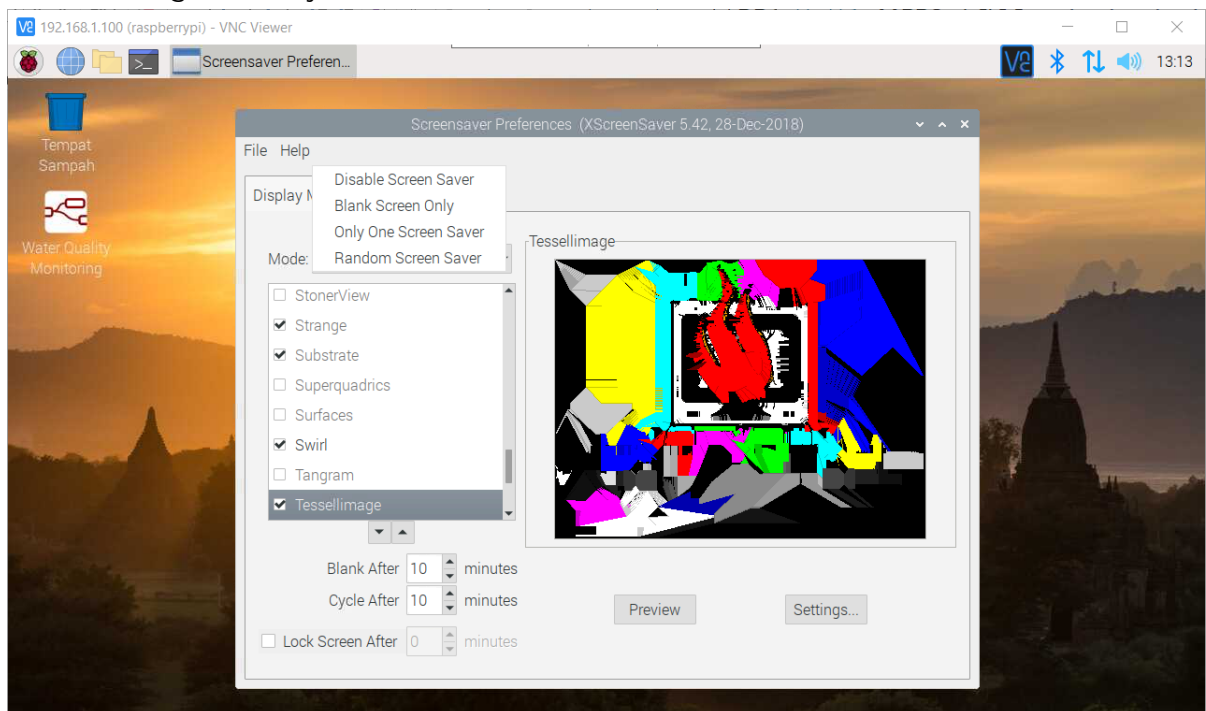 192.168.1.100 (raspberrypi) - VNC Viewer
Screensaver Preferen...
13:13
Tempat
Sampah
Water Quality
Monitoring
Screensaver Preferences (XScreenSaver 5.42, 28-Dec-2018)
File Help
Display M
Disable Screen Saver
Blank Screen Only
Only One Screen Saver
Random Screen Saver
Mode:
StonerView
Strange
Substrate
Superquadrics
Surfaces
Swirl
Tangram
Tessellimage
Tessellimage
Blank After 10 minutes
Cycle After 10 minutes
Lock Screen After 0 minutes
Preview
Settings...